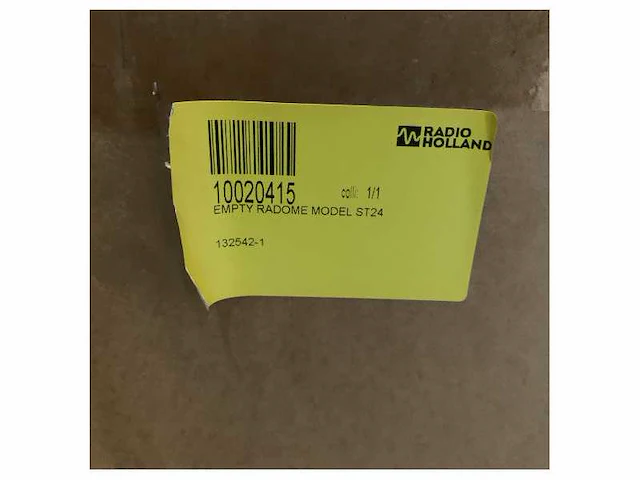 RADIO
HOLLAND
10020415 colli: 1/1
EMPTY RADOME MODEL ST24
132542-1